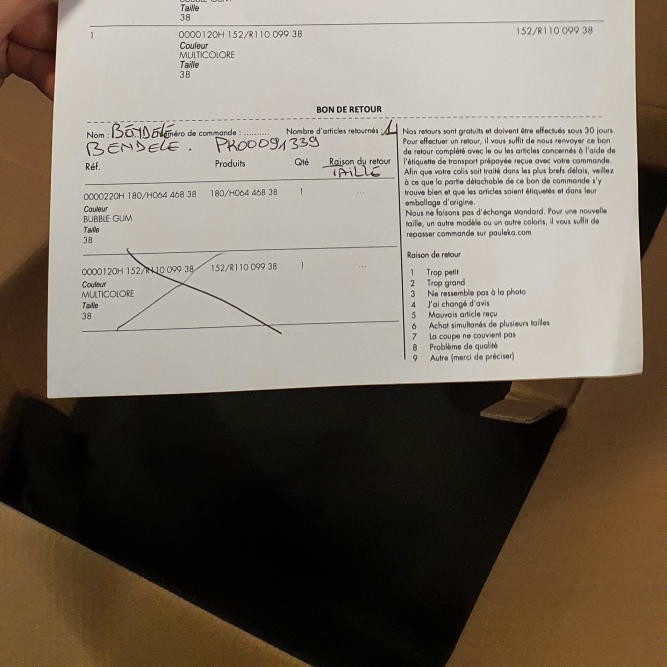 Taille
38
1 0000120H 152/R110 099 38 152/R110 099 38
Couleur
MULTICOLORE
Taille
38
BON DE RETOUR
Nom : BENDELE numéro de commande : .......... Nombre d'articles retournés : 1
BENDELE. PK00091339
Réf. Produits Qté Raison du retour
TAILLE
0000220H 180/H064 468 38 180/H064 468 38 1 ...
Couleur
BUBBLE GUM
Taille
38
0000120H 152/R110 099 38 152/R110 099 38 1 ...
Couleur
MULTICOLORE
Taille
38
Nos retours sont gratuits et doivent être effectués sous 30 jours.
Pour effectuer un retour, il vous suffit de nous renvoyer ce bon
de retour complété avec le ou les articles concernés à l'aide de
l'étiquette de transport prépayée reçue avec votre commande.
Afin que votre colis soit traité dans les plus brefs délais, veillez
à ce que la partie détachable de ce bon de commande s'y
trouve bien et que les articles soient étiquetés et dans leur
emballage d'origine.
Nous ne faisons pas d'échange standard. Pour une nouvelle
taille, un autre modèle ou un autre coloris, il vous suffit de
repasser commande sur pauleka.com
Raison de retour
1 Trop petit
2 Trop grand
3 Ne ressemble pas à la photo
4 J'ai changé d'avis
5 Mauvais article reçu
6 Achat simultanés de plusieurs tailles
7 La coupe ne convient pas
8 Problème de qualité
9 Autre (merci de préciser)